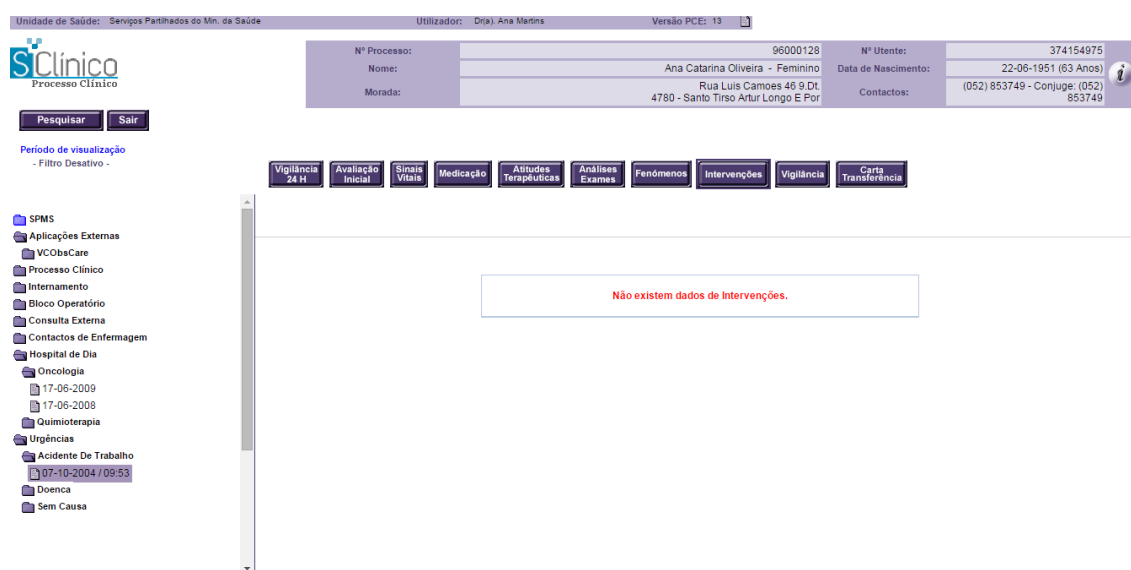 Unidade de Saúde: Serviços Partilhados do Min. da Saúde Utilizador: Dr(a). Ana Martins Versão PCE: 13
SClínico
Processo Clínico
Nº Processo: 96000128 Nº Utente: 374154975
Nome: Ana Catarina Oliveira - Feminino Data de Nascimento: 22-06-1951 (63 Anos)
Morada: Rua Luis Camoes 46 9.Dt.
4780 - Santo Tirso Artur Longo E Por
Contactos: (052) 853749 - Conjuge: (052)
853749
i
Pesquisar Sair
Período de visualização
- Filtro Desativo -
Vigilância
24 H
Avaliação
Inicial
Sinais
Vitais
Medicação
Atitudes
Terapêuticas
Análises
Exames
Fenómenos
Intervenções
Vigilância
Carta
Transferência
SPMS
Aplicações Externas
VCObsCare
Processo Clínico
Internamento
Bloco Operatório
Consulta Externa
Contactos de Enfermagem
Hospital de Dia
Oncologia
17-06-2009
17-06-2008
Quimioterapia
Urgências
Acidente De Trabalho
07-10-2004 / 09:53
Doenca
Sem Causa
Não existem dados de Intervenções.